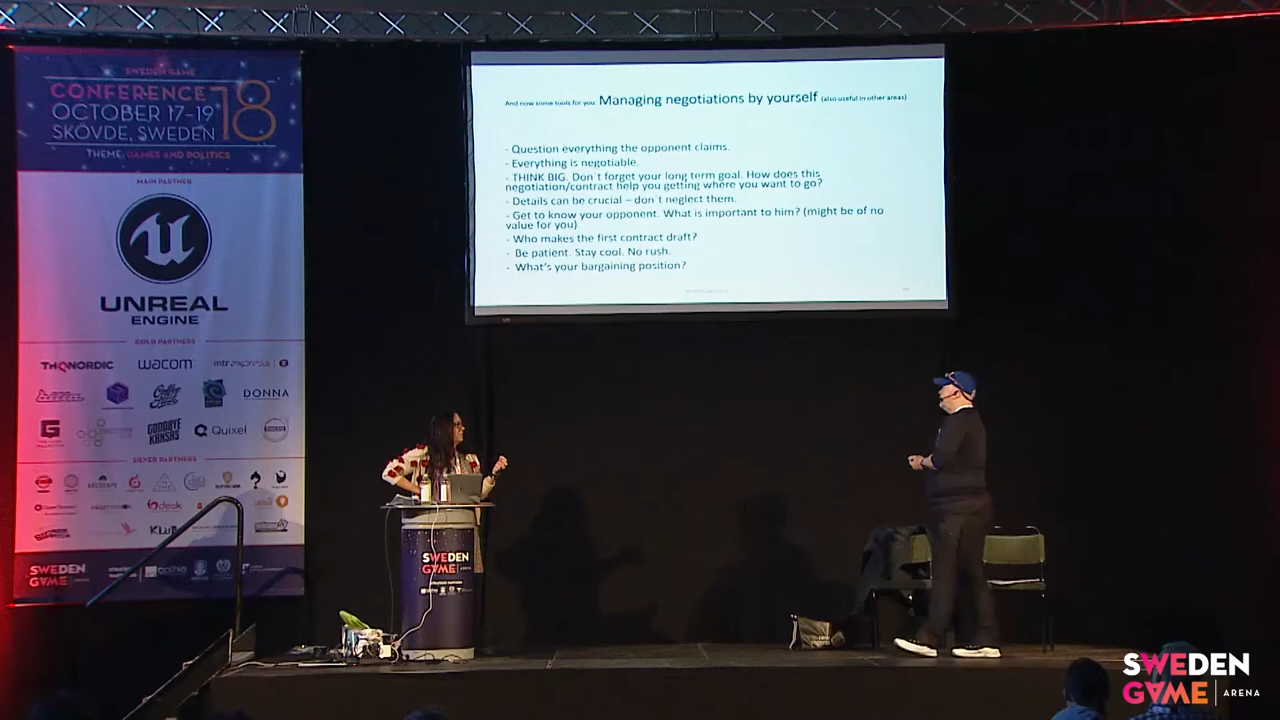 SWEDEN GAME
CONFERENCE
OCTOBER 17-19
SKÖVDE, SWEDEN
18
THEME: GAMES AND POLITICS
MAIN PARTNER
UNREAL
ENGINE
GOLD PARTNERS
THQNORDIC
wacom
mtrexpress
DONNA
GOODBYE
KANSAS
Quixel
SILVER PARTNERS
SWEDEN
GAME
And now some tools for you. Managing negotiations by yourself (also useful in other areas)
- Question everything the opponent claims.
- Everything is negotiable.
- THINK BIG. Don´t forget your long term goal. How does this
negotiation/contract help you getting where you want to go?
- Details can be crucial – don´t neglect them.
- Get to know your opponent. What is important to him? (might be of no
value for you)
- Who makes the first contract draft?
- Be patient. Stay cool. No rush.
- What's your bargaining position?
SWEDEN
GAME ARENA
SWEDEN
GAME | ARENA